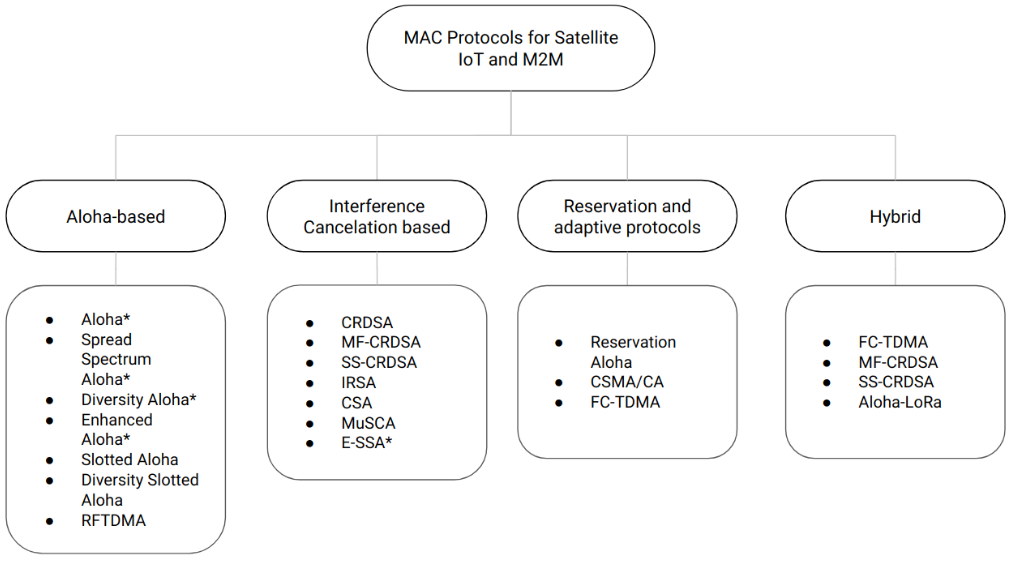 MAC Protocols for Satellite
IoT and M2M
Aloha-based
Interference
Cancelation based
Reservation and
adaptive protocols
Hybrid
● Aloha*
● Spread
Spectrum
Aloha*
● Diversity Aloha*
● Enhanced
Aloha*
● Slotted Aloha
● Diversity Slotted
Aloha
● RFTDMA
● CRDSA
● MF-CRDSA
● SS-CRDSA
● IRSA
● CSA
● MuSCA
● E-SSA*
● Reservation
Aloha
● CSMA/CA
● FC-TDMA
● FC-TDMA
● MF-CRDSA
● SS-CRDSA
● Aloha-LoRa